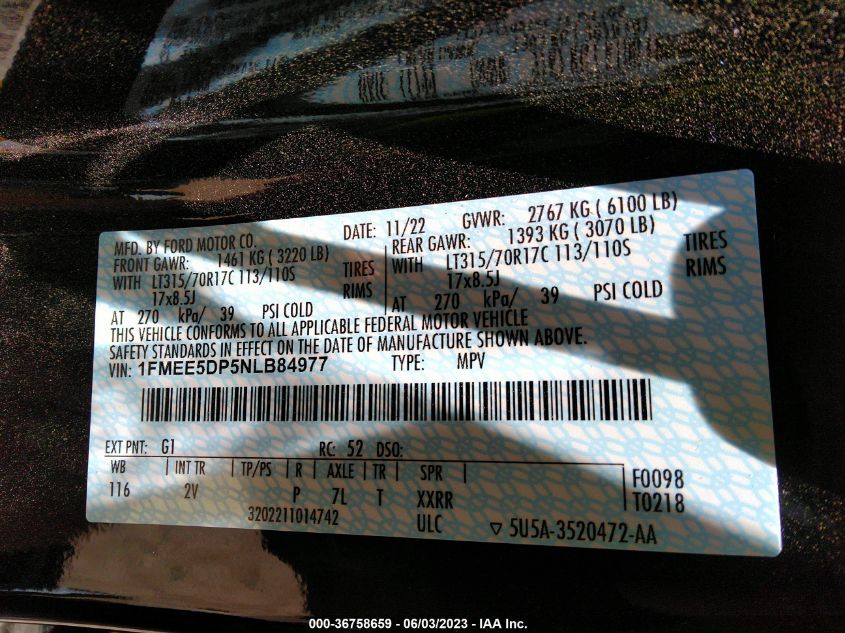 MFD. BY FORD MOTOR CO.
DATE: 11/22 GVWR: 2767 KG ( 6100 LB)
FRONT GAWR: 1461 KG ( 3220 LB)
WITH LT315/70R17C 113/110S TIRES
17x8.5J RIMS
AT 270 kPa/ 39 PSI COLD
REAR GAWR: 1393 KG ( 3070 LB)
WITH LT315/70R17C 113/110S TIRES
17x8.5J RIMS
AT 270 kPa/ 39 PSI COLD
THIS VEHICLE CONFORMS TO ALL APPLICABLE FEDERAL MOTOR VEHICLE
SAFETY STANDARDS IN EFFECT ON THE DATE OF MANUFACTURE SHOWN ABOVE.
VIN: 1FMEE5DP5NLB84977 TYPE: MPV
EXT PNT: G1 RC: 52 DSO:
WB INT TR TP/PS R AXLE TR SPR
116 2V P 7L T XXRR
F0098
T0218
3202211014742 ULC 5U5A-3520472-AA
000-36758659 - 06/03/2023 - IAA Inc.